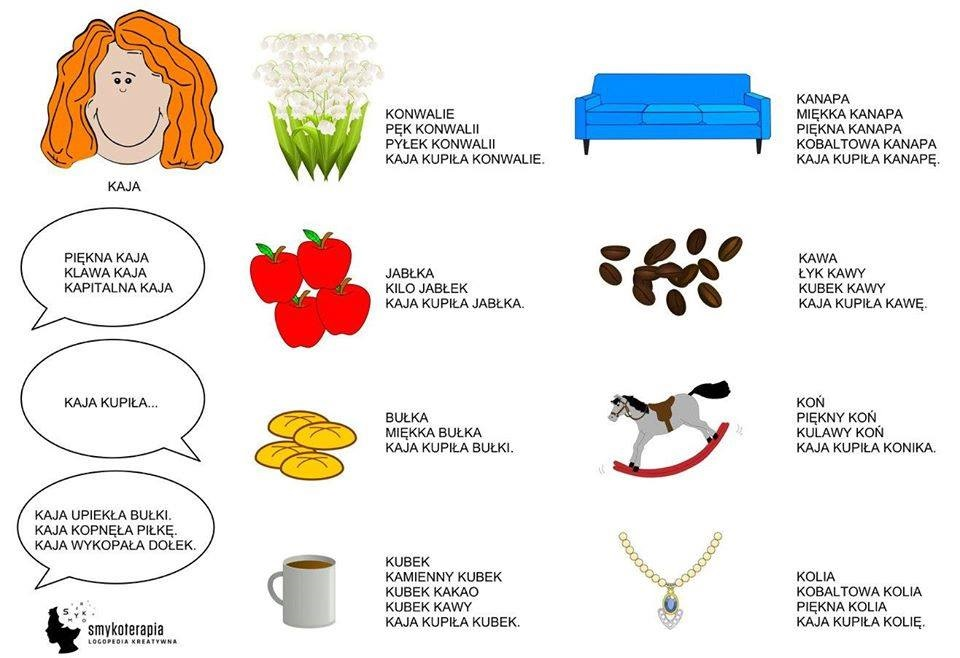 KAJA
PIĘKNA KAJA
KLAWA KAJA
KAPITALNA KAJA
KAJA KUPIŁA...
KAJA UPIEKŁA BUŁKI.
KAJA KOPNĘŁA PIŁKĘ.
KAJA WYKOPAŁA DOŁEK.
SMYKO
smykoterapia
LOGOPEDIA KREATYWNA
KONWALIE
PĘK KONWALII
PYŁEK KONWALII
KAJA KUPIŁA KONWALIE.
JABŁKA
KILO JABŁEK
KAJA KUPIŁA JABŁKA.
BUŁKA
MIĘKKA BUŁKA
KAJA KUPIŁA BUŁKI.
KUBEK
KAMIENNY KUBEK
KUBEK KAKAO
KUBEK KAWY
KAJA KUPIŁA KUBEK.
KANAPA
MIĘKKA KANAPA
PIĘKNA KANAPA
KOBALTOWA KANAPA
KAJA KUPIŁA KANAPĘ.
KAWA
ŁYK KAWY
KUBEK KAWY
KAJA KUPIŁA KAWĘ.
KOŃ
PIĘKNY KOŃ
KULAWY KOŃ
KAJA KUPIŁA KONIKA.
KOLIA
KOBALTOWA KOLIA
PIĘKNA KOLIA
KAJA KUPIŁA KOLIĘ.